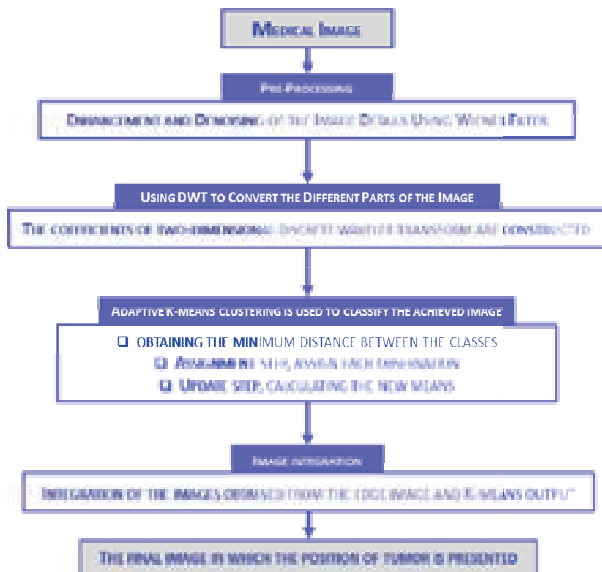 MEDICAL IMAGE
PRE-PROCESSING
ENHANCEMENT AND DENOISING OF THE IMAGE DETAILS USING WIENER FILTER
USING DWT TO CONVERT THE DIFFERENT PARTS OF THE IMAGE
THE COEFFICIENTS OF TWO-DIMENSIONAL DISCRETE WAVELET TRANSFORM ARE CONSTRUCTED
ADAPTIVE K-MEANS CLUSTERING IS USED TO CLASSIFY THE ACHIEVED IMAGE
❑ OBTAINING THE MINIMUM DISTANCE BETWEEN THE CLASSES
❑ ASSIGNMENT STEP, ASSIGN EACH OBSERVATION
❑ UPDATE STEP, CALCULATING THE NEW MEANS
IMAGE INTEGRATION
INTEGRATION OF THE IMAGES OBTAINED FROM THE EDGE IMAGE AND K-MEANS OUTPUT
THE FINAL IMAGE IN WHICH THE POSITION OF TUMOR IS PRESENTED